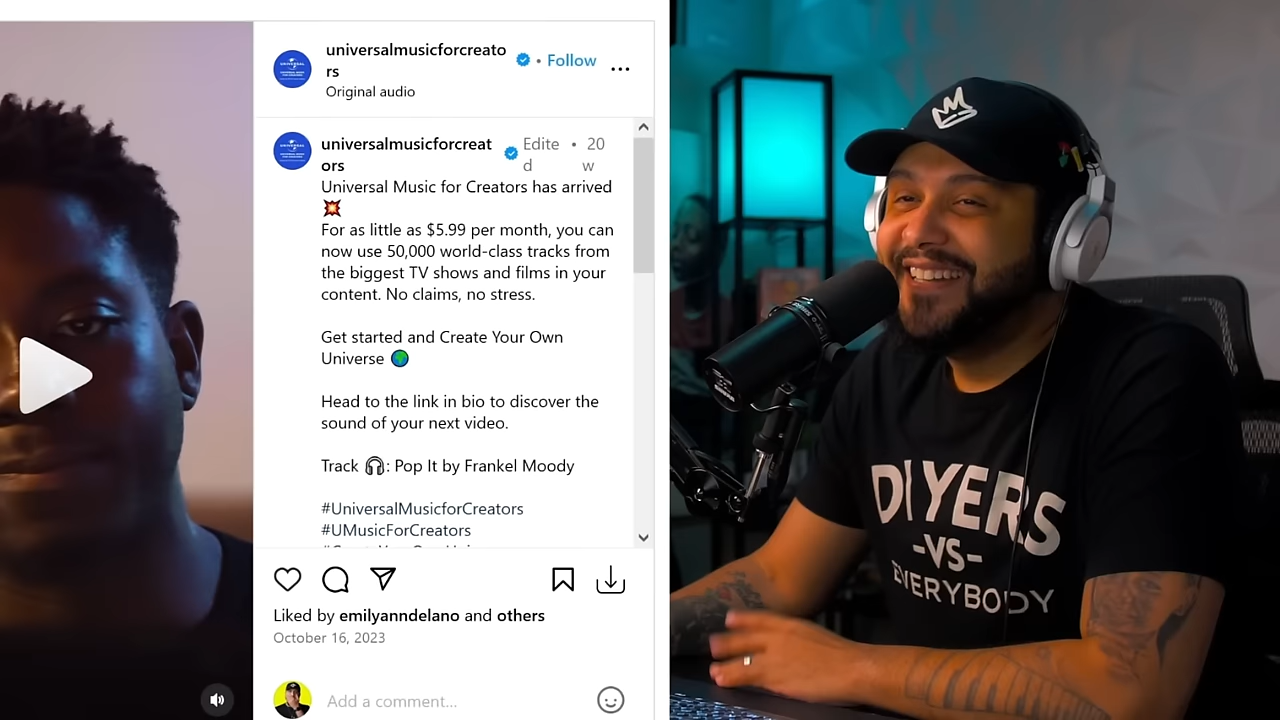 universalmusicforcreato
rs
• Follow
Original audio
universalmusicforcreat
ors
Edite
d
• 20
w
Universal Music for Creators has arrived
💥
For as little as $5.99 per month, you can
now use 50,000 world-class tracks from
the biggest TV shows and films in your
content. No claims, no stress.
Get started and Create Your Own
Universe 🌍
Head to the link in bio to discover the
sound of your next video.
Track 🎧: Pop It by Frankel Moody
#UniversalMusicforCreators
#UMusicForCreators
Liked by emilyanndelano and others
October 16, 2023
Add a comment...
UNIVERSAL
UNIVERSAL
DIYERS
-VS-
EVERYBODY